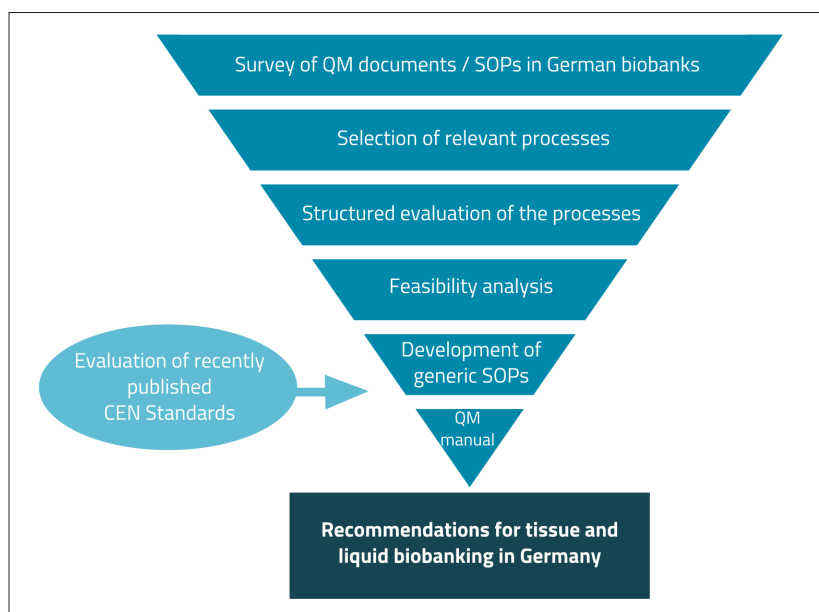 Survey of QM documents / SOPs in German biobanks
Selection of relevant processes
Structured evaluation of the processes
Feasibility analysis
Development of
generic SOPs
Evaluation of recently
published
CEN Standards
QM
manual
Recommendations for tissue and
liquid biobanking in Germany